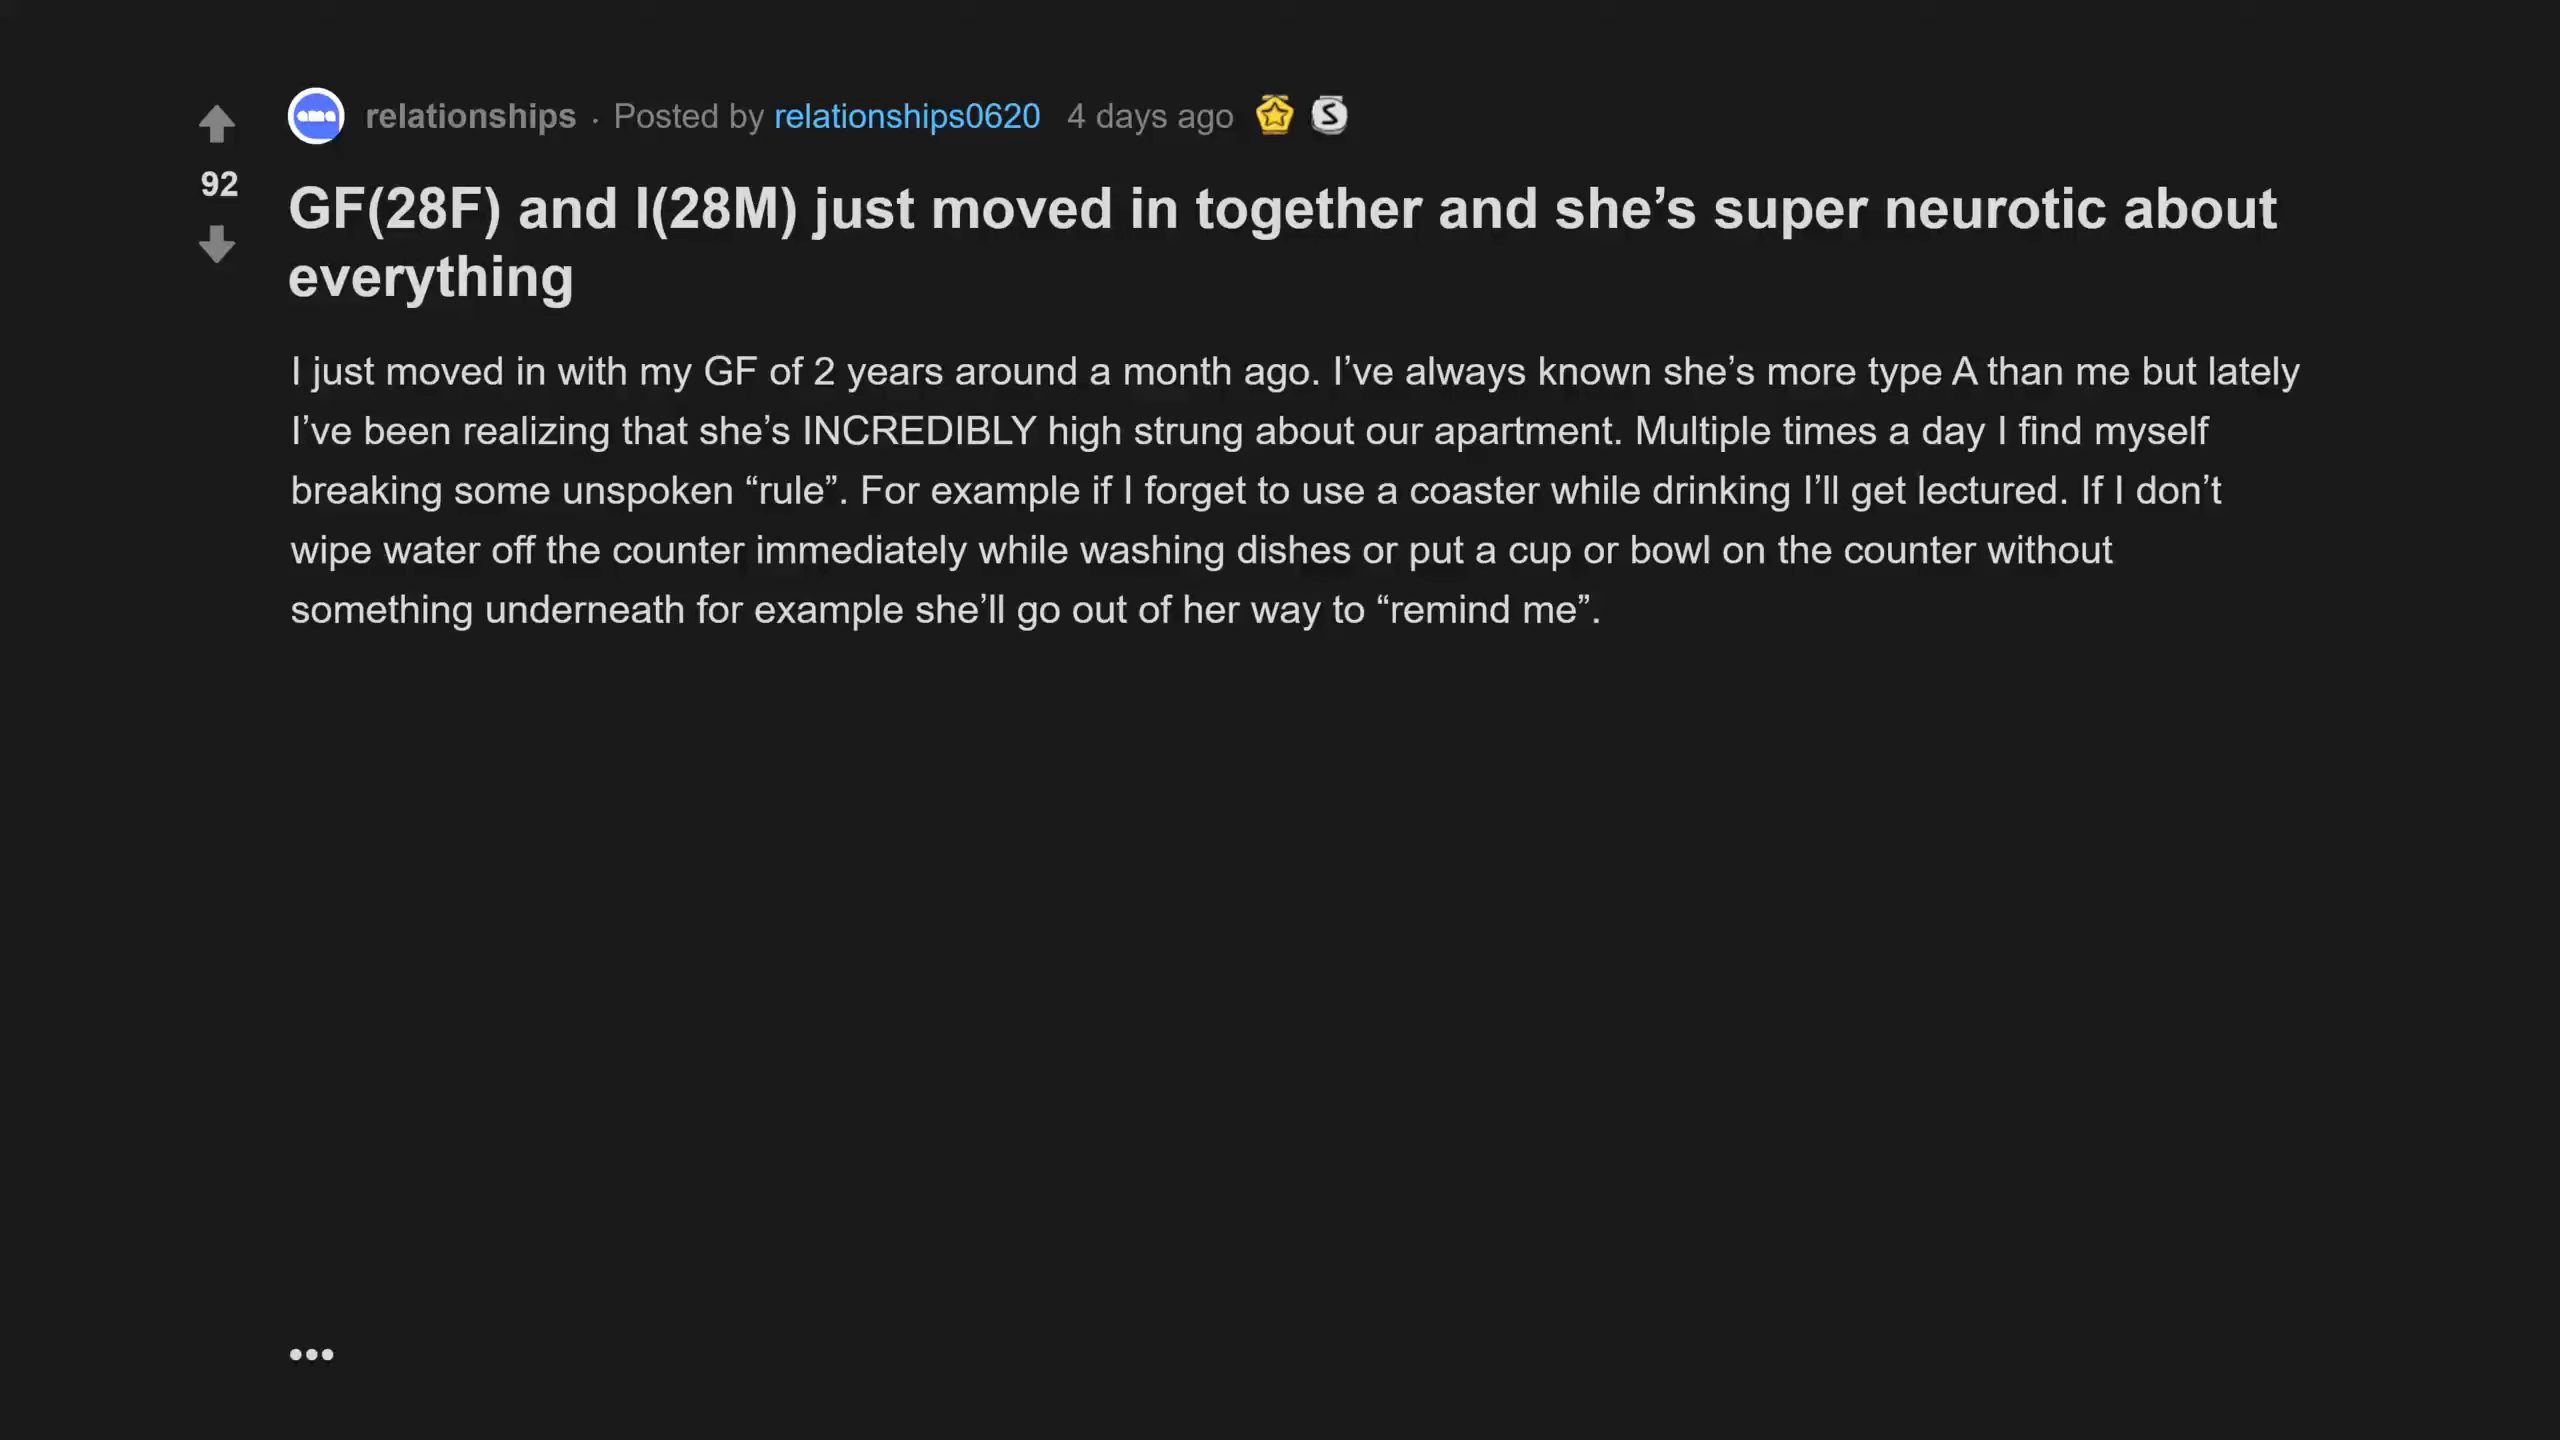 relationships · Posted by relationships0620 4 days ago
92
GF(28F) and I(28M) just moved in together and she’s super neurotic about
everything
I just moved in with my GF of 2 years around a month ago. I’ve always known she’s more type A than me but lately
I’ve been realizing that she’s INCREDIBLY high strung about our apartment. Multiple times a day I find myself
breaking some unspoken “rule”. For example if I forget to use a coaster while drinking I’ll get lectured. If I don’t
wipe water off the counter immediately while washing dishes or put a cup or bowl on the counter without
something underneath for example she’ll go out of her way to “remind me”.